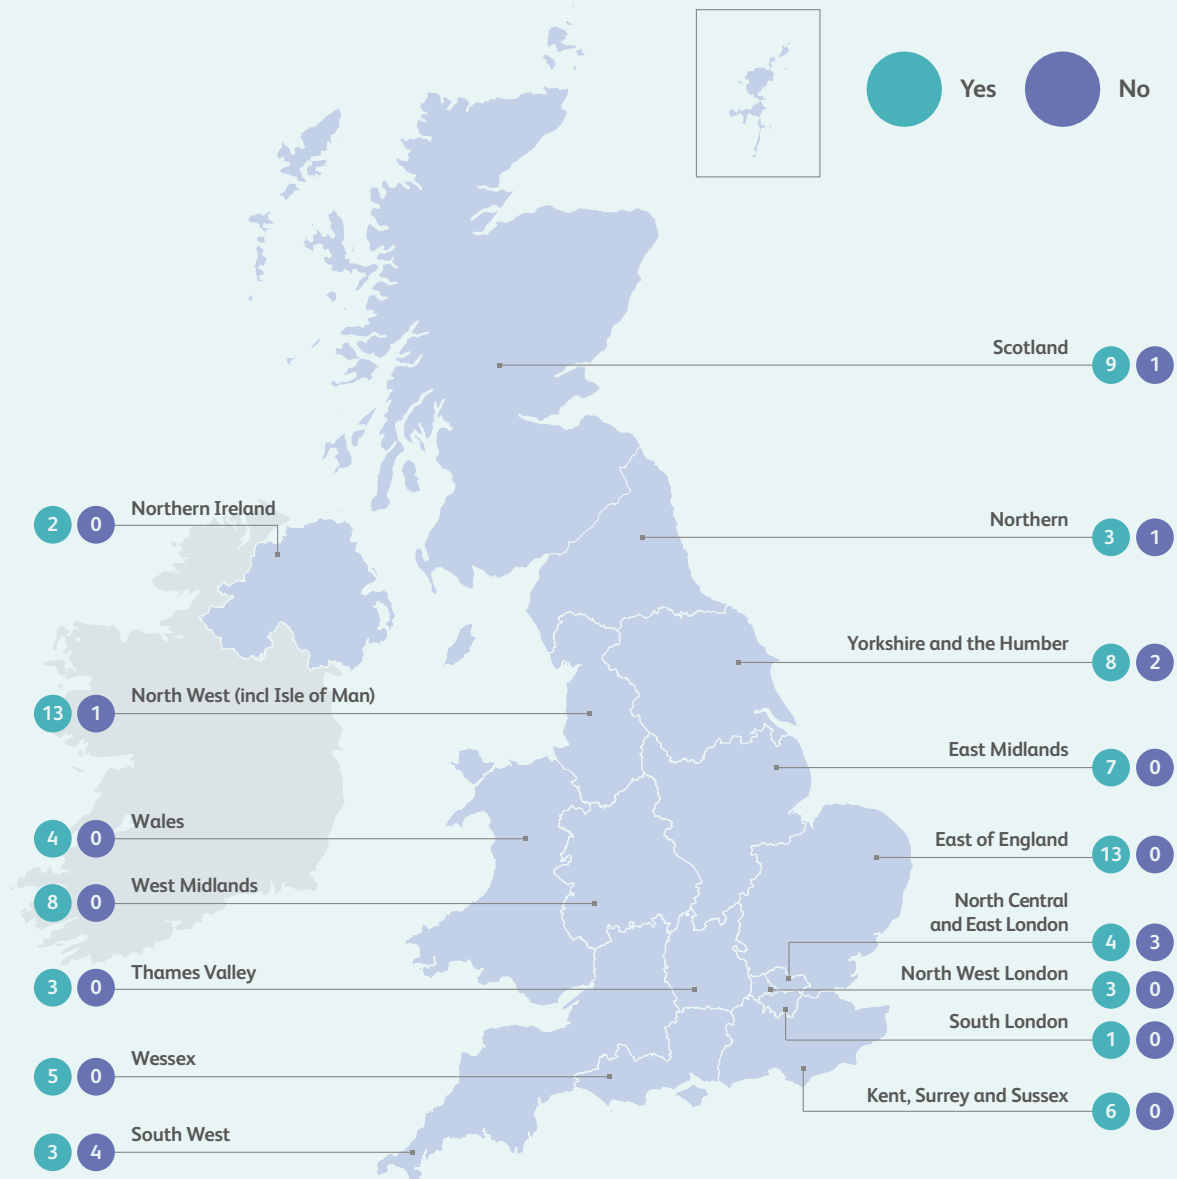 Yes
No
Scotland
9 1
Northern Ireland
2 0
Northern
3 1
Yorkshire and the Humber
8 2
North West (incl Isle of Man)
13 1
East Midlands
7 0
Wales
4 0
East of England
13 0
West Midlands
8 0
North Central
and East London
4 3
Thames Valley
3 0
North West London
3 0
South London
1 0
Wessex
5 0
Kent, Surrey and Sussex
6 0
South West
3 4